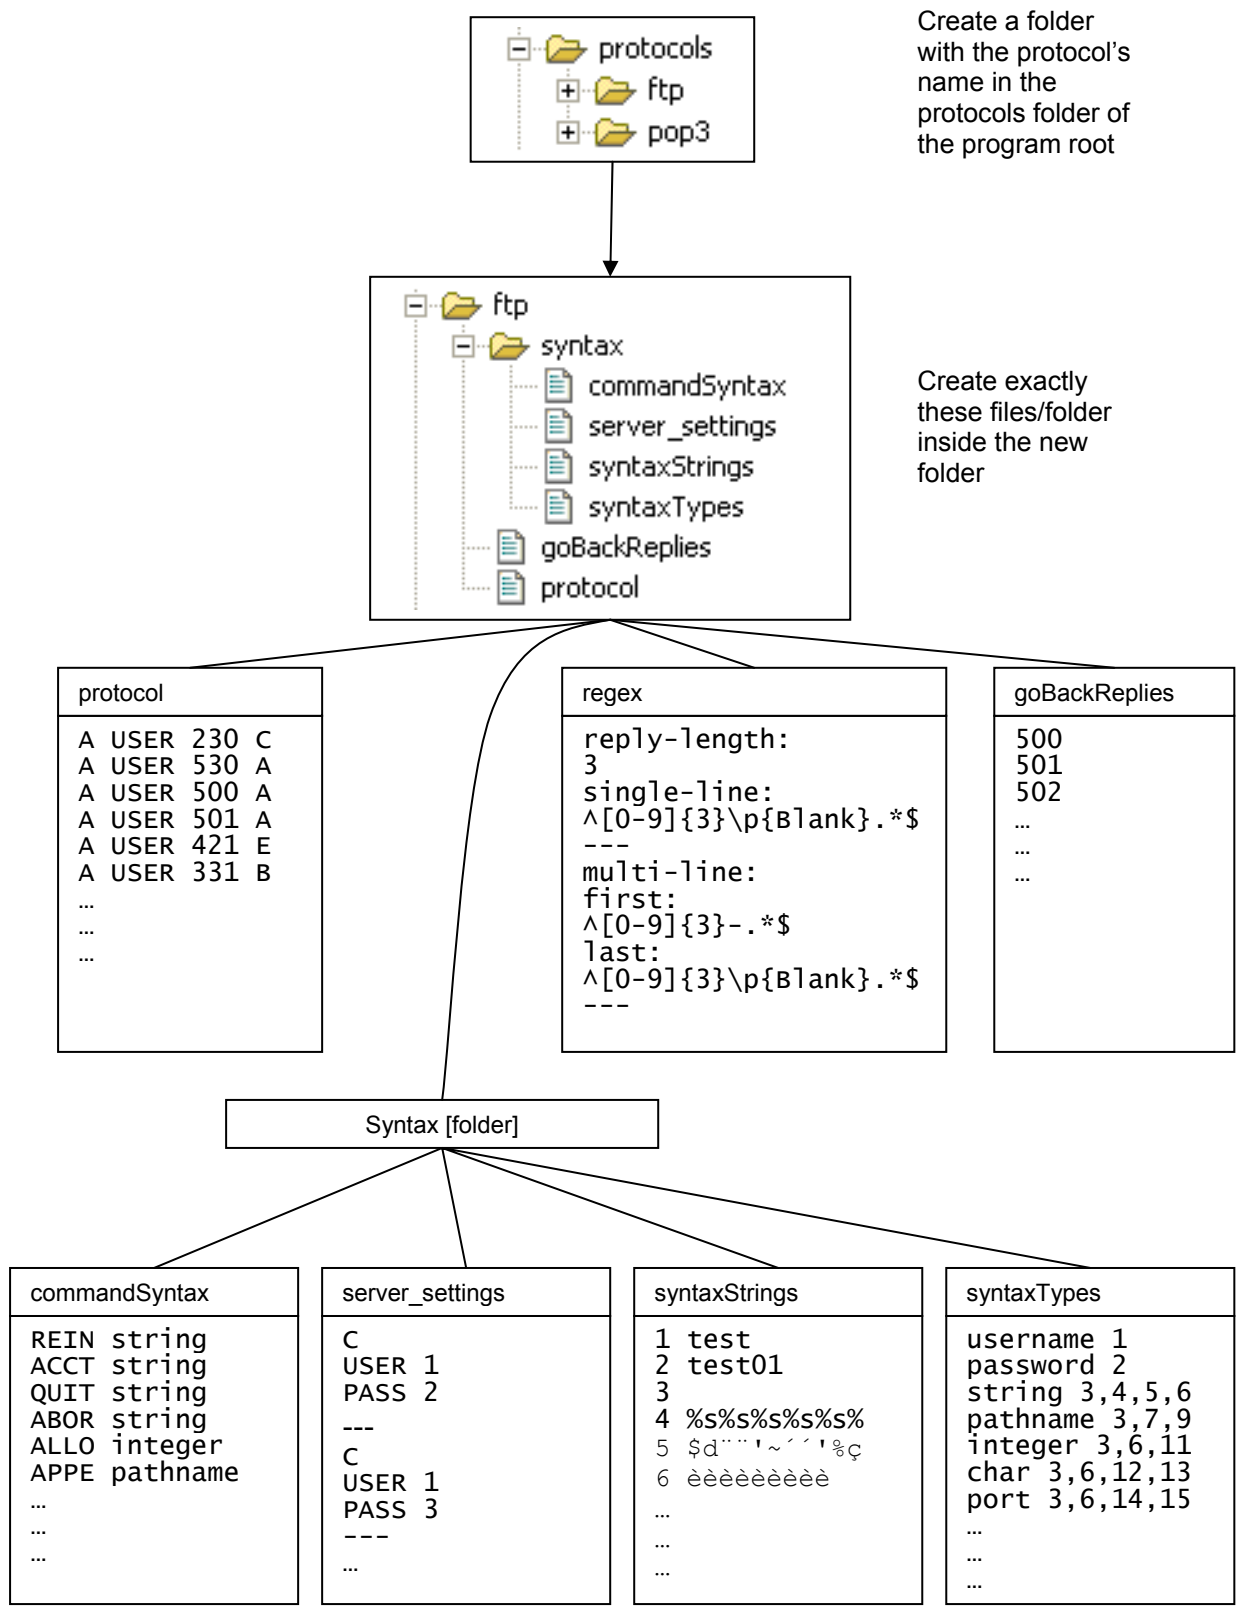 protocols
ftp
pop3
Create a folder
with the protocol’s
name in the
protocols folder of
the program root
ftp
syntax
commandSyntax
server_settings
syntaxStrings
syntaxTypes
goBackReplies
protocol
Create exactly
these files/folder
inside the new
folder
protocol
A USER 230 C
A USER 530 A
A USER 500 A
A USER 501 A
A USER 421 E
A USER 331 B
…
…
…
regex
reply-length:
3
single-line:
^[0-9]{3}\p{Blank}.*$
---
multi-line:
first:
^[0-9]{3}-.*$
last:
^[0-9]{3}\p{Blank}.*$
---
goBackReplies
500
501
502
…
…
…
Syntax [folder]
commandSyntax
REIN string
ACCT string
QUIT string
ABOR string
ALLO integer
APPE pathname
…
…
…
server_settings
C
USER 1
PASS 2
---
C
USER 1
PASS 3
---
…
syntaxStrings
1 test
2 test01
3
4 %s%s%s%s%s%
5 $d¨¨'~´´'%ç
6 èèèèèèèèè
…
…
…
syntaxTypes
username 1
password 2
string 3,4,5,6
pathname 3,7,9
integer 3,6,11
char 3,6,12,13
port 3,6,14,15
…
…
…